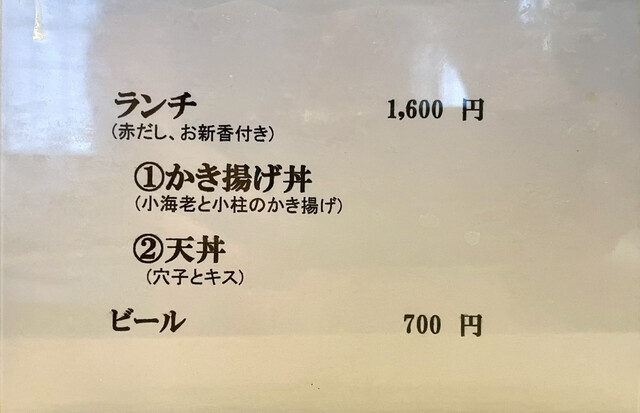 ランチ 1,600 円
(赤だし、お新香付き)
①かき揚げ丼
(小海老と小柱のかき揚げ)
②天丼
(穴子とキス)
ビール 700 円